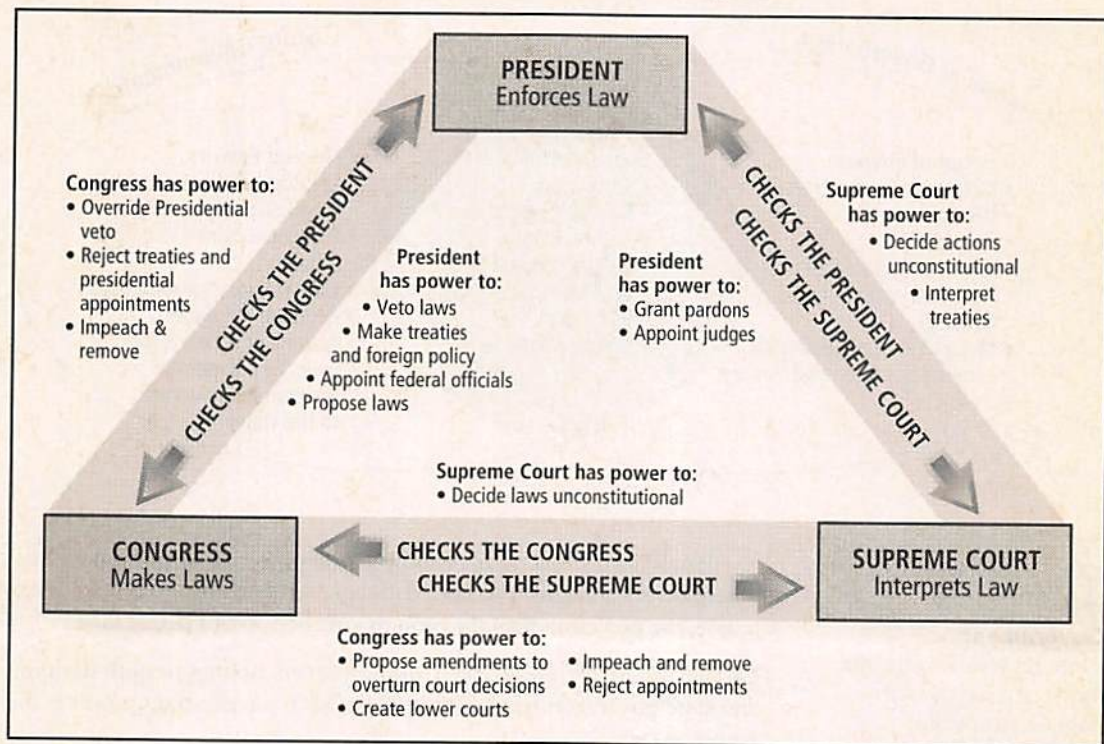 PRESIDENT
Enforces Law
CHECKS THE PRESIDENT
CHECKS THE CONGRESS
CHECKS THE PRESIDENT
CHECKS THE SUPREME COURT
Congress has power to:
• Override Presidential
veto
• Reject treaties and
presidential
appointments
• Impeach &
remove
President
has power to:
• Veto laws
• Make treaties
and foreign policy
• Appoint federal officials
• Propose laws
President
has power to:
• Grant pardons
• Appoint judges
Supreme Court
has power to:
• Decide actions
unconstitutional
• Interpret
treaties
Supreme Court has power to:
• Decide laws unconstitutional
CONGRESS
Makes Laws
CHECKS THE CONGRESS
CHECKS THE SUPREME COURT
SUPREME COURT
Interprets Law
Congress has power to:
• Propose amendments to
overturn court decisions
• Create lower courts
• Impeach and remove
• Reject appointments